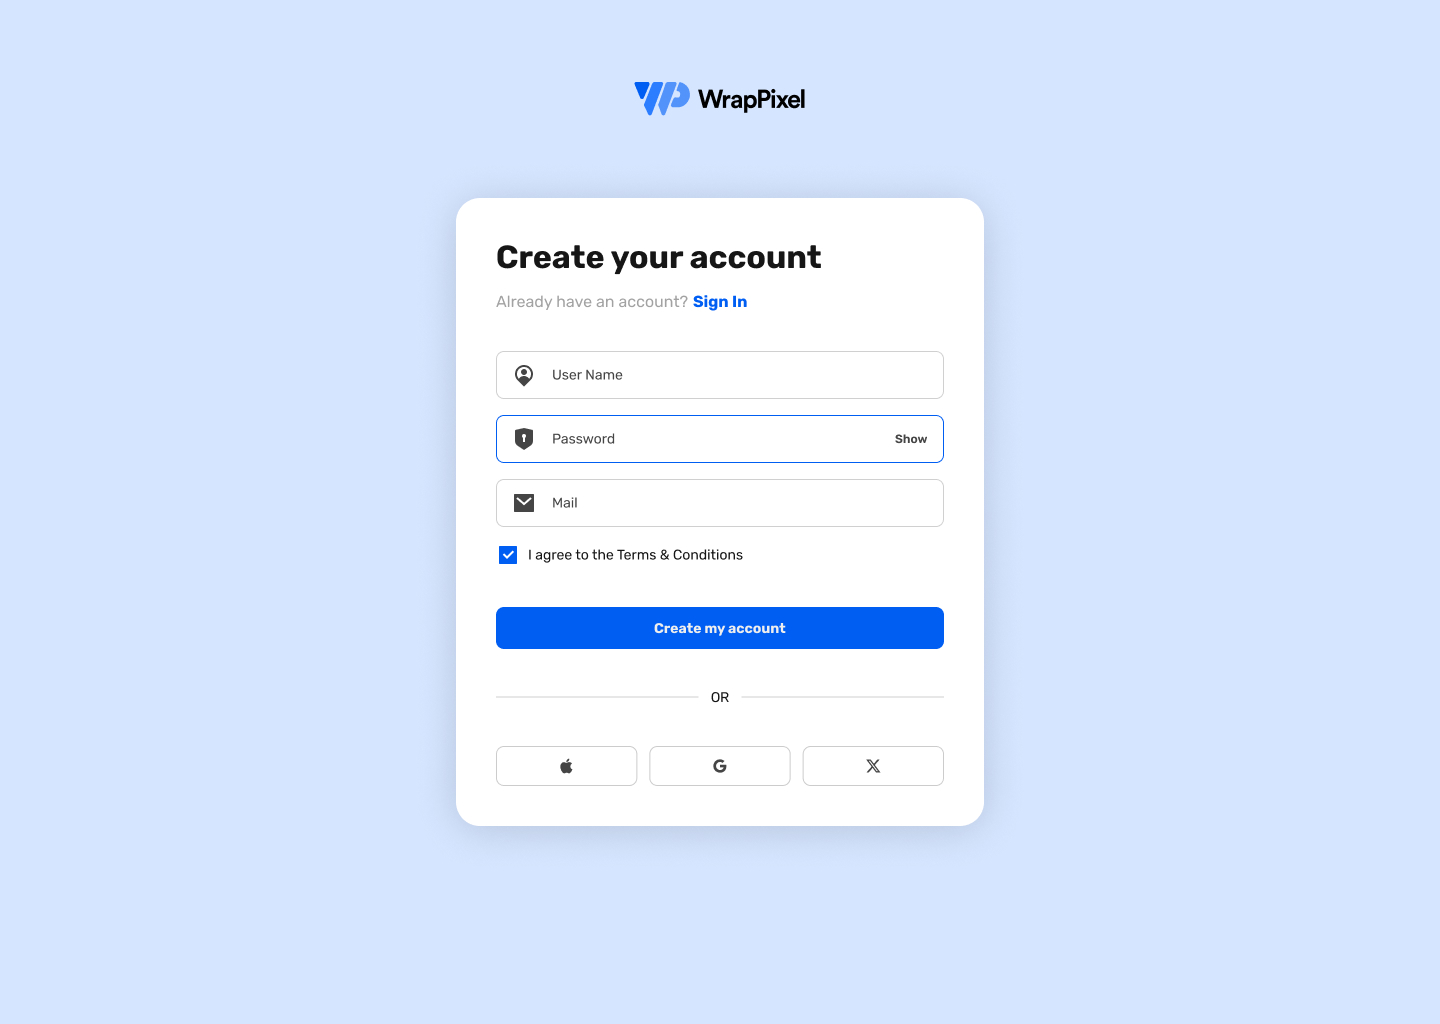 WrapPixel
Create your account
Already have an account? Sign In
User Name
Password Show
Mail
I agree to the Terms & Conditions
Create my account
OR